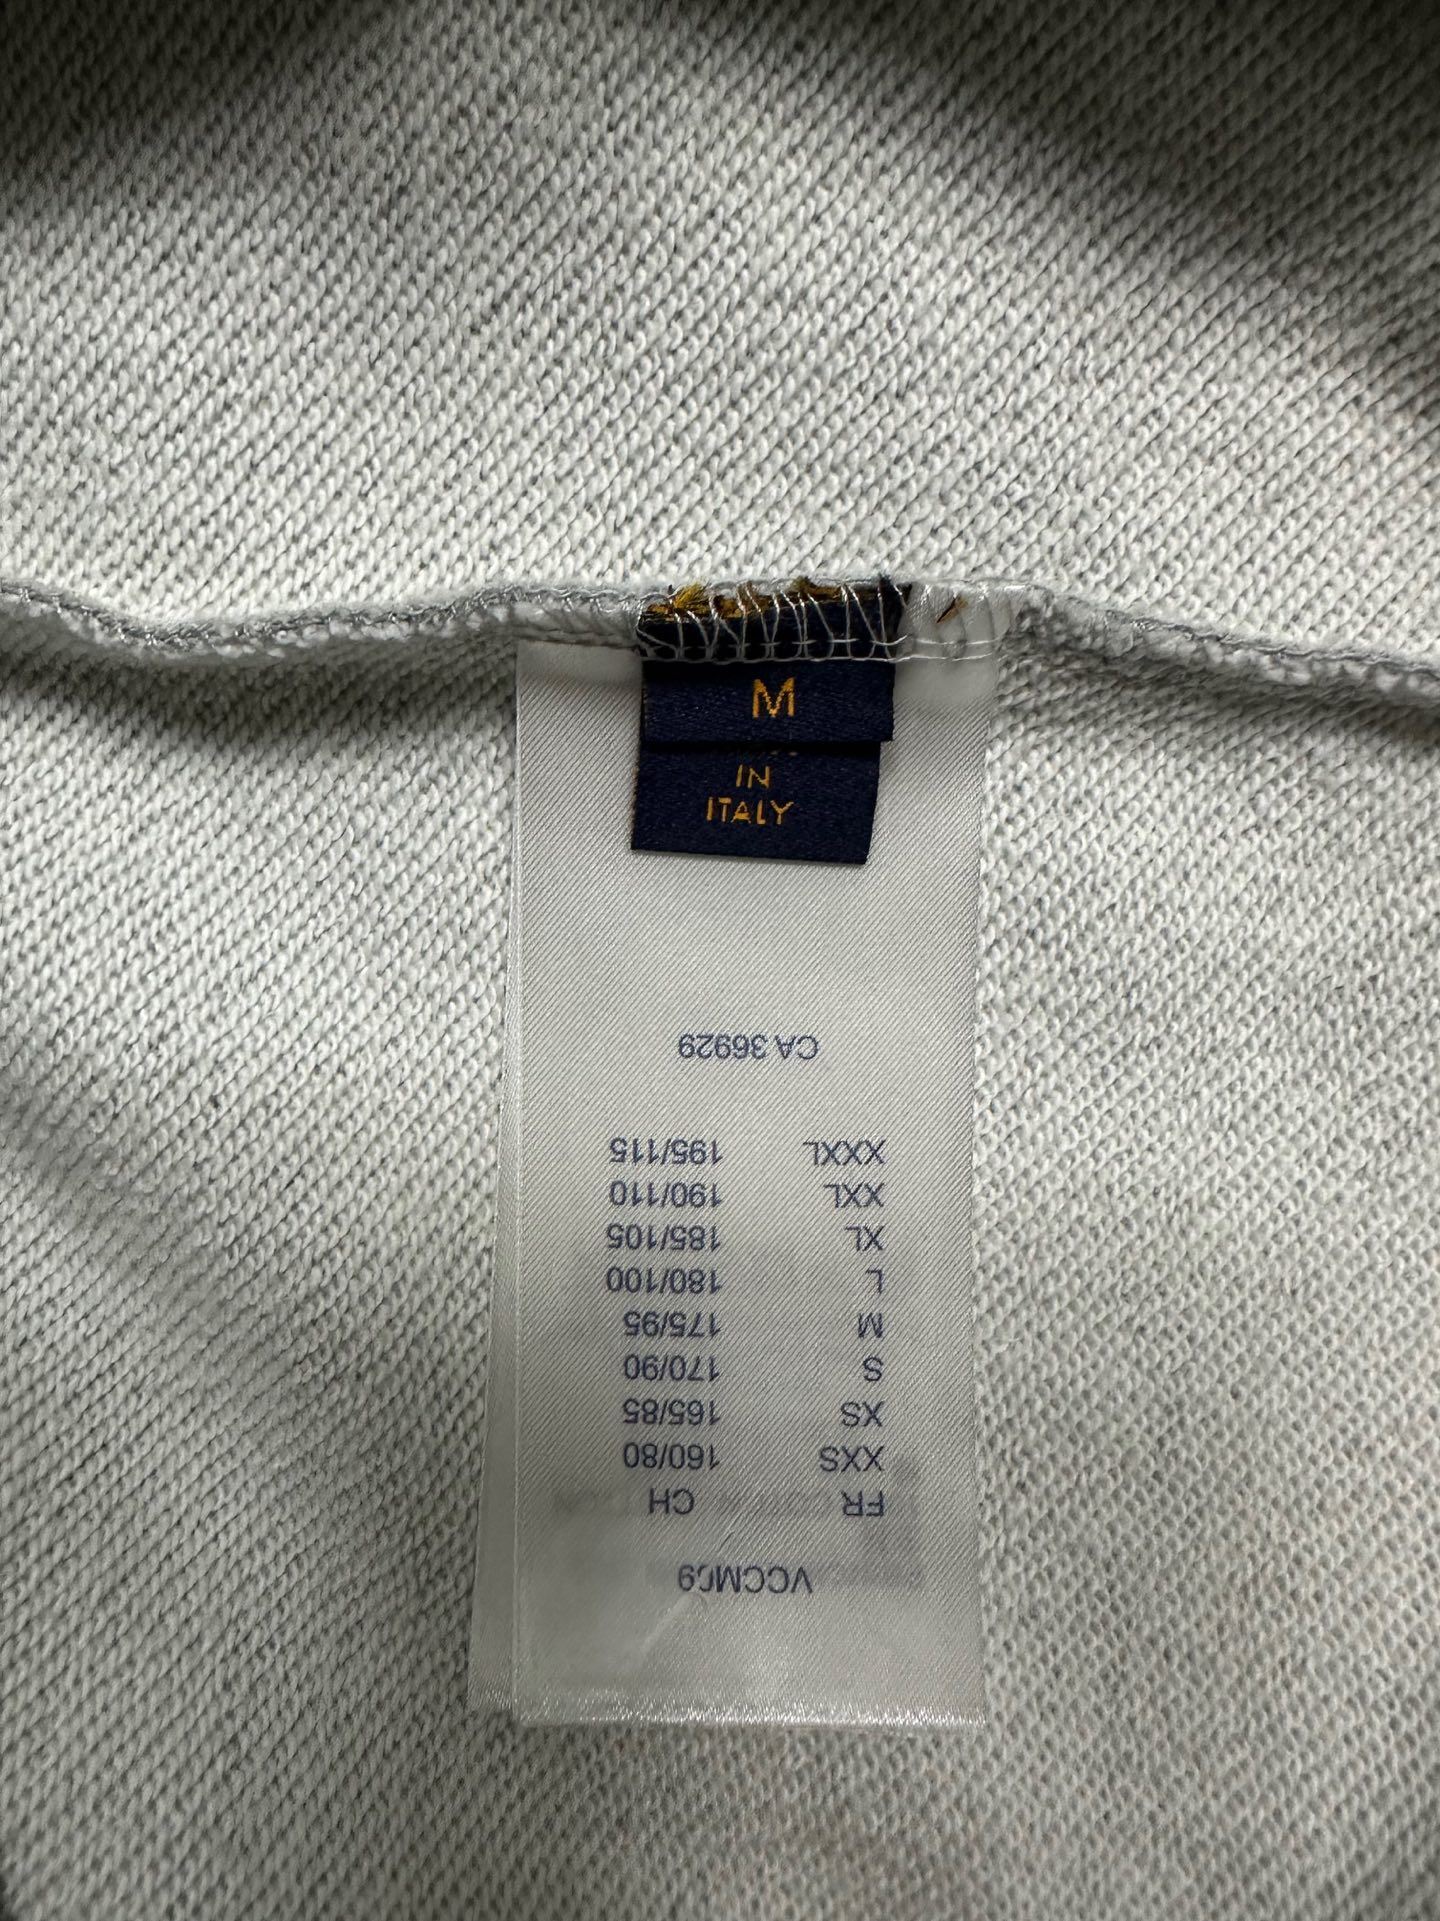 M
IN
ITALY
VCCM09
FR CH
XXS 160/80
XS 165/85
S 170/90
M 175/95
L 180/100
XL 185/105
XXL 190/110
XXXL 195/115
CA 36929